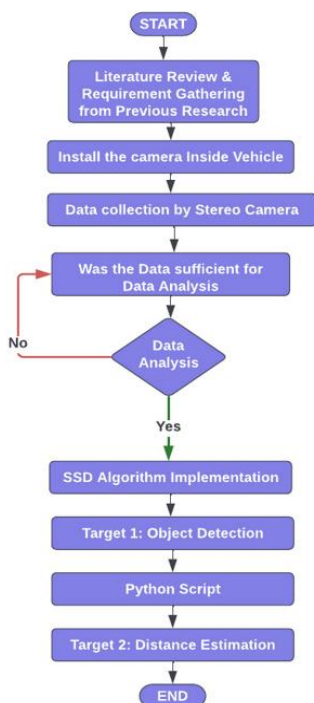 START
Literature Review &
Requirement Gathering
from Previous Research
Install the camera Inside Vehicle
Data collection by Stereo Camera
Was the Data sufficient for
Data Analysis
No
Data
Analysis
Yes
SSD Algorithm Implementation
Target 1: Object Detection
Python Script
Target 2: Distance Estimation
END